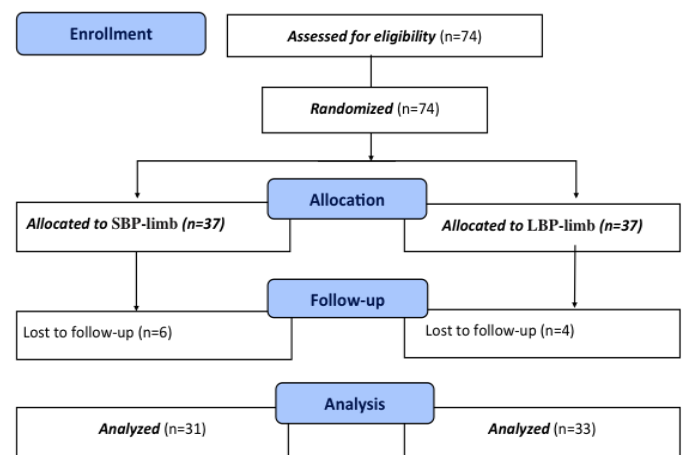 Enrollment
Assessed for eligibility (n=74)
Randomized (n=74)
Allocation
Allocated to SBP-limb (n=37)
Allocated to LBP-limb (n=37)
Follow-up
Lost to follow-up (n=6)
Lost to follow-up (n=4)
Analysis
Analyzed (n=31)
Analyzed (n=33)